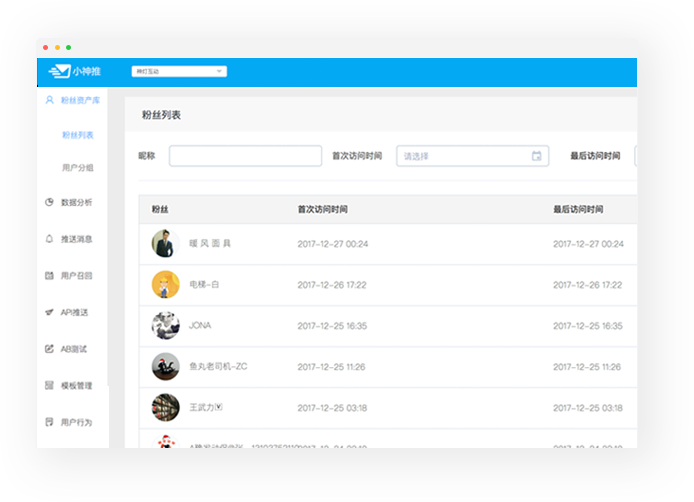 小神推
神灯互动
粉丝资产库
粉丝列表
用户分组
数据分析
推送消息
用户召回
API推送
AB测试
模板管理
用户行为
粉丝列表
昵称 首次访问时间 请选择 最后访问时间
粉丝 首次访问时间 最后访问时间
暖 风 面 具 2017-12-27 00:24 2017-12-27 00:24
电梯-白 2017-12-26 17:22 2017-12-26 17:22
JONA 2017-12-25 16:35 2017-12-25 16:35
鱼丸老司机-ZC 2017-12-25 11:26 2017-12-25 11:26
王武力 2017-12-25 03:18 2017-12-25 03:18